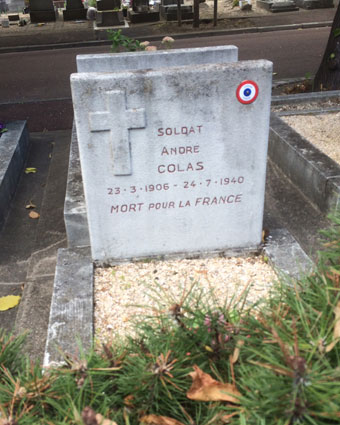 SOLDAT
ANDRE
COLAS
23-3-1906-24-7-1940
MORT POUR LA FRANCE